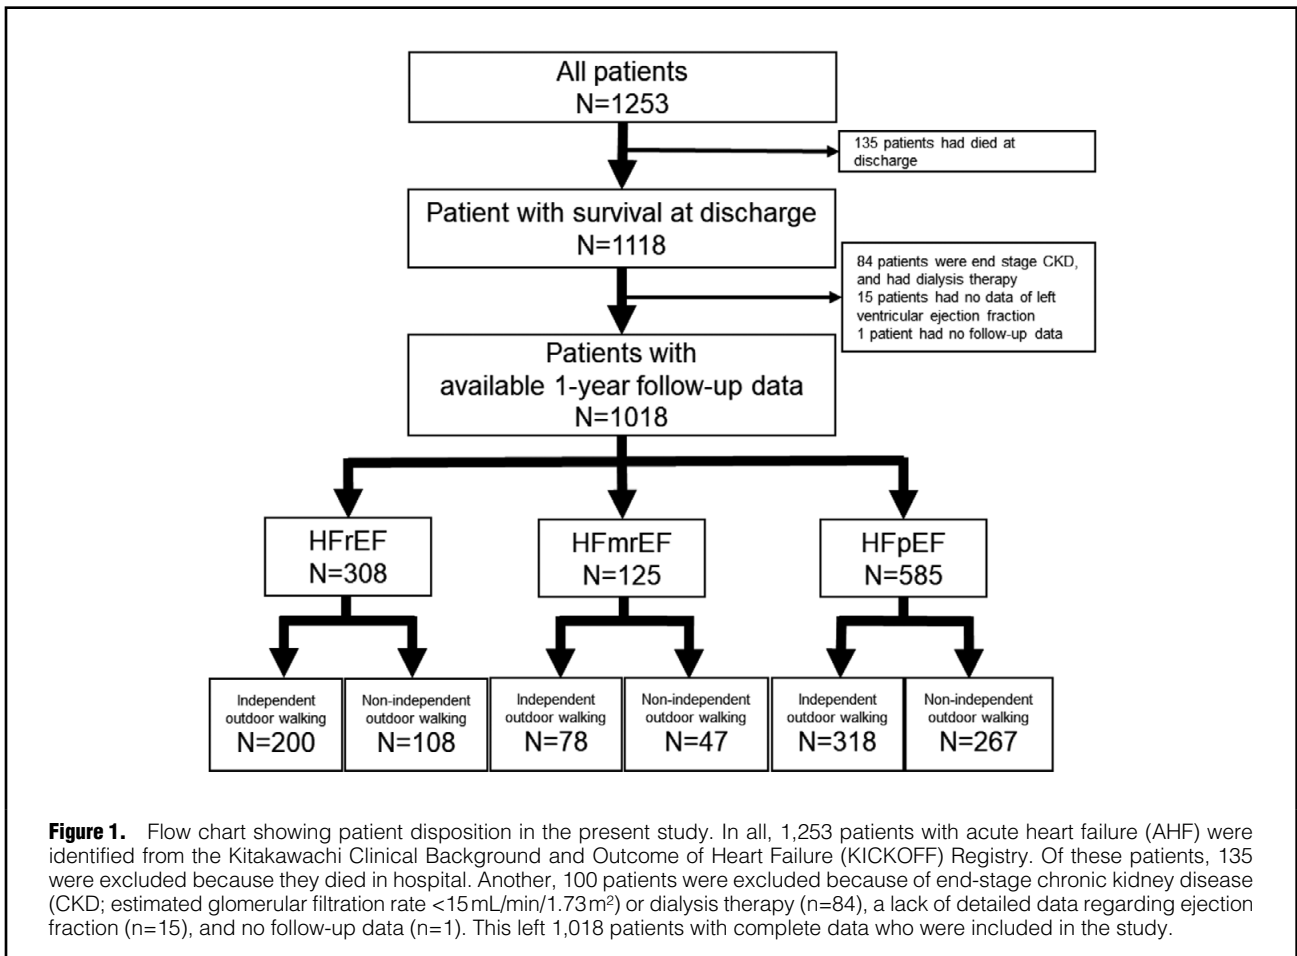 All patients
N=1253
135 patients had died at
discharge
Patient with survival at discharge
N=1118
84 patients were end stage CKD,
and had dialysis therapy
15 patients had no data of left
ventricular ejection fraction
1 patient had no follow-up data
Patients with
available 1-year follow-up data
N=1018
HFrEF
N=308
HFmrEF
N=125
HFpEF
N=585
Independent
outdoor walking
N=200
Non-independent
outdoor walking
N=108
Independent
outdoor walking
N=78
Non-independent
outdoor walking
N=47
Independent
outdoor walking
N=318
Non-independent
outdoor walking
N=267
Figure 1. Flow chart showing patient disposition in the present study. In all, 1,253 patients with acute heart failure (AHF) were
identified from the Kitakawachi Clinical Background and Outcome of Heart Failure (KICKOFF) Registry. Of these patients, 135
were excluded because they died in hospital. Another, 100 patients were excluded because of end-stage chronic kidney disease
(CKD; estimated glomerular filtration rate <15 mL/min/1.73 m²) or dialysis therapy (n=84), a lack of detailed data regarding ejection
fraction (n=15), and no follow-up data (n=1). This left 1,018 patients with complete data who were included in the study.